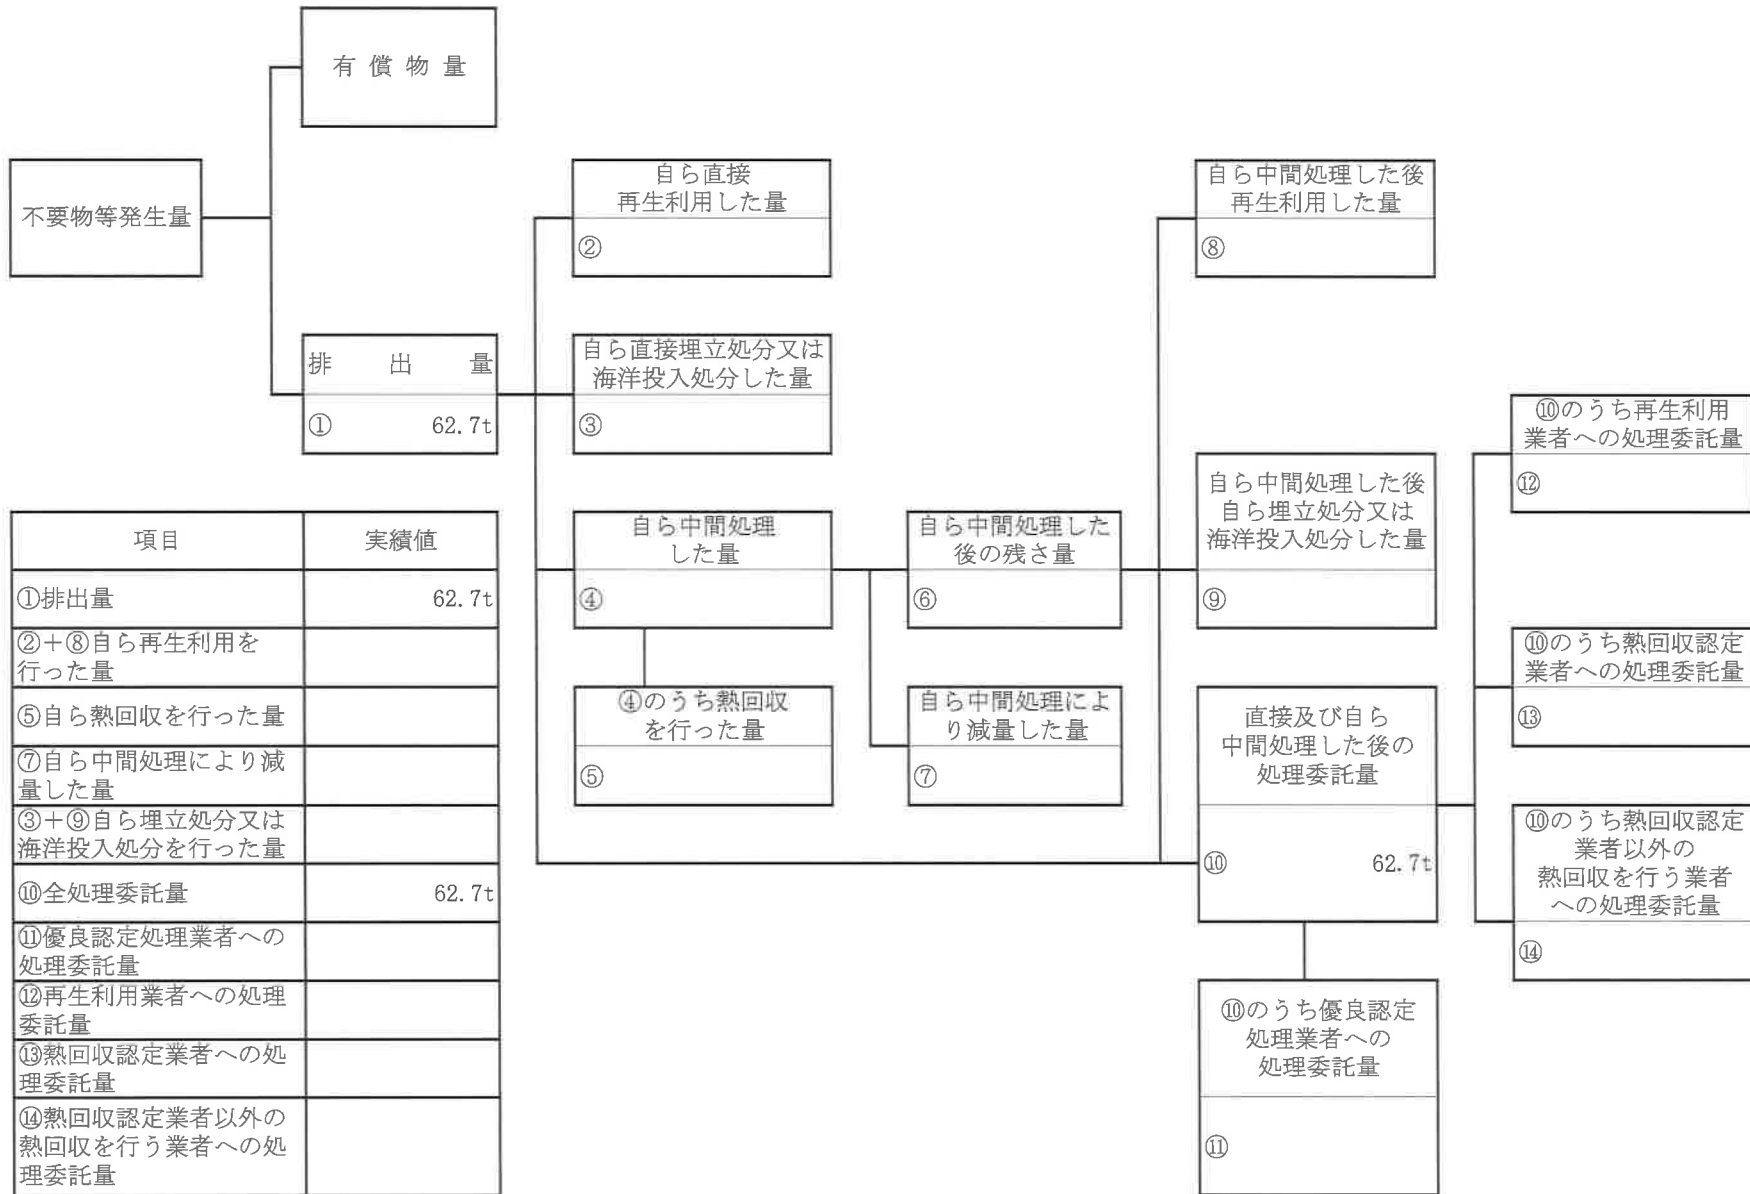 有償物量
不要物等発生量
排出量
① 62.7t
自ら直接
再生利用した量
②
自ら直接埋立処分又は
海洋投入処分した量
③
自ら中間処理
した量
④
④のうち熱回収
を行った量
⑤
自ら中間処理した
後の残さ量
⑥
自ら中間処理によ
り減量した量
⑦
自ら中間処理した後
再生利用した量
⑧
自ら中間処理した後
自ら埋立処分又は
海洋投入処分した量
⑨
直接及び自ら
中間処理した後の
処理委託量
⑩ 62.7t
⑩のうち優良認定
処理業者への
処理委託量
⑪
⑩のうち再生利用
業者への処理委託量
⑫
⑩のうち熱回収認定
業者への処理委託量
⑬
⑩のうち熱回収認定
業者以外の
熱回収を行う業者
への処理委託量
⑭
項目 実績値
①排出量 62.7t
②+⑧自ら再生利用を
行った量
⑤自ら熱回収を行った量
⑦自ら中間処理により減
量した量
③+⑨自ら埋立処分又は
海洋投入処分を行った量
⑩全処理委託量 62.7t
⑪優良認定処理業者への
処理委託量
⑫再生利用業者への処理
委託量
⑬熱回収認定業者への処
理委託量
⑭熱回収認定業者以外の
熱回収を行う業者への処
理委託量